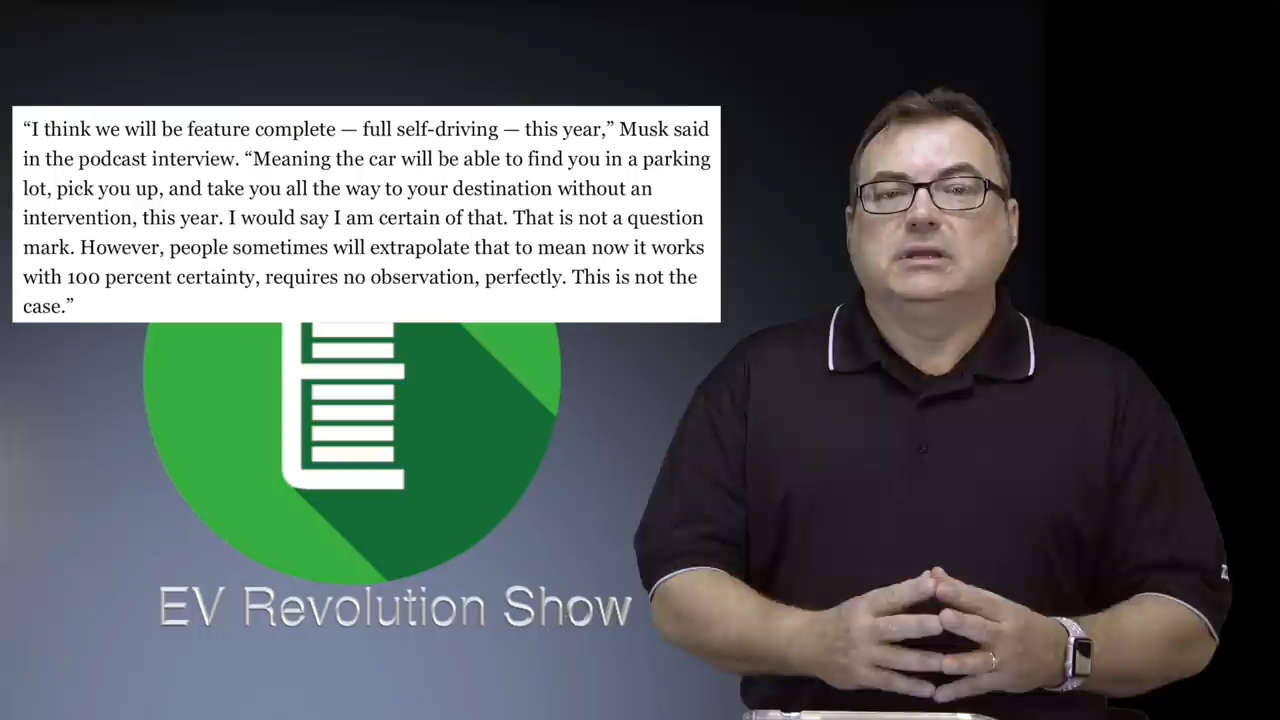 “I think we will be feature complete — full self-driving — this year,” Musk said
in the podcast interview. “Meaning the car will be able to find you in a parking
lot, pick you up, and take you all the way to your destination without an
intervention, this year. I would say I am certain of that. That is not a question
mark. However, people sometimes will extrapolate that to mean now it works
with 100 percent certainty, requires no observation, perfectly. This is not the
case.”
EV Revolution Show